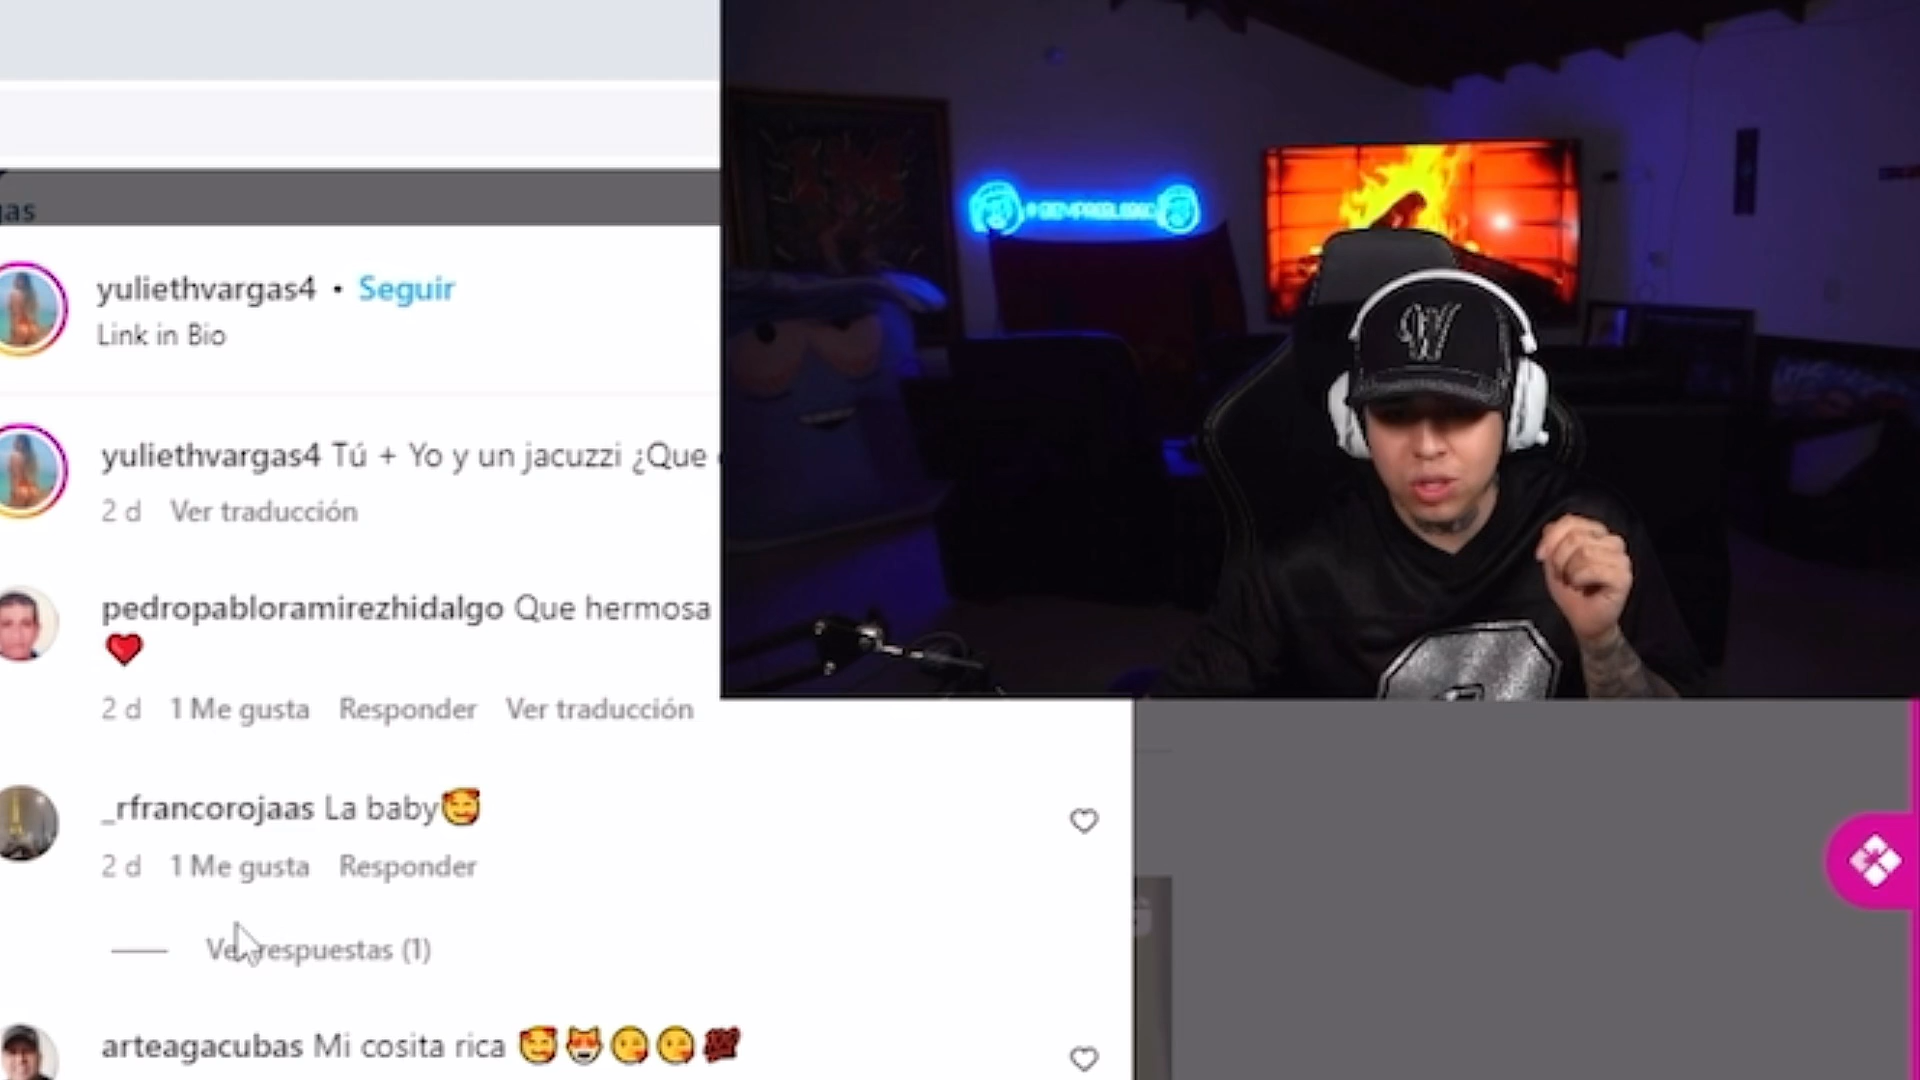 gas
yuliethvargas4 • Seguir
Link in Bio
yuliethvargas4 Tú + Yo y un jacuzzi ¿Que
2 d Ver traducción
pedropabloramirezhidalgo Que hermosa
❤️
2 d 1 Me gusta Responder Ver traducción
_rfrancorojaas La baby🥰
2 d 1 Me gusta Responder
Ver respuestas (1)
arteagacubas Mi cosita rica 🥰😻😋😋💯
W